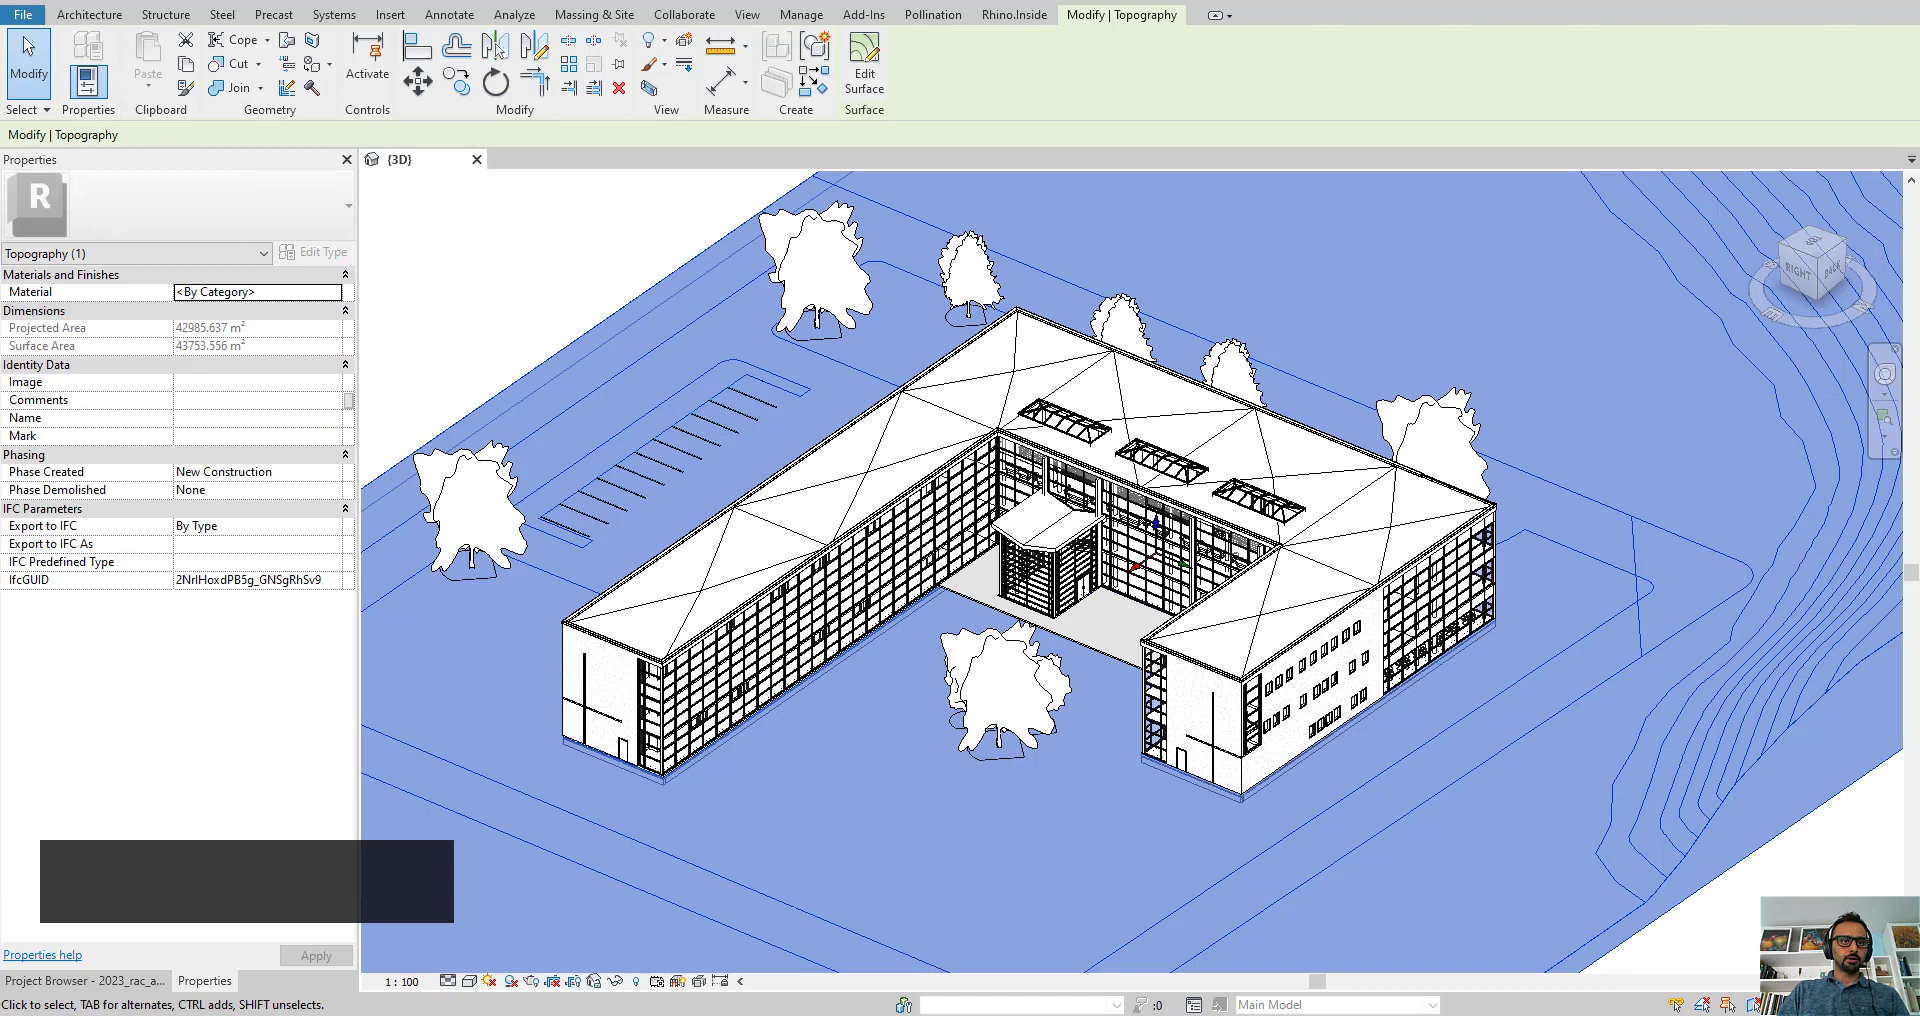 File Architecture Structure Steel Precast Systems Insert Annotate Analyze Massing & Site Collaborate View Manage Add-Ins Pollination Rhino.Inside Modify | Topography
Modify Paste Cope Cut Join Activate Edit Surface
Select Properties Clipboard Geometry Controls Modify View Measure Create Surface
Modify | Topography
Properties
{3D}
R
Topography (1) Edit Type
Materials and Finishes
Material <By Category>
Dimensions
Projected Area 42985.637 m²
Surface Area 43753.556 m²
Identity Data
Image
Comments
Name
Mark
Phasing
Phase Created New Construction
Phase Demolished None
IFC Parameters
Export to IFC By Type
Export to IFC As
IFC Predefined Type
IfcGUID 2NrlHoxdPB5g_GNSgRhSv9
RIGHT BACK
Properties help Apply
Project Browser - 2023_rac_a... Properties
1 : 100
Click to select, TAB for alternates, CTRL adds, SHIFT unselects. :0 Main Model